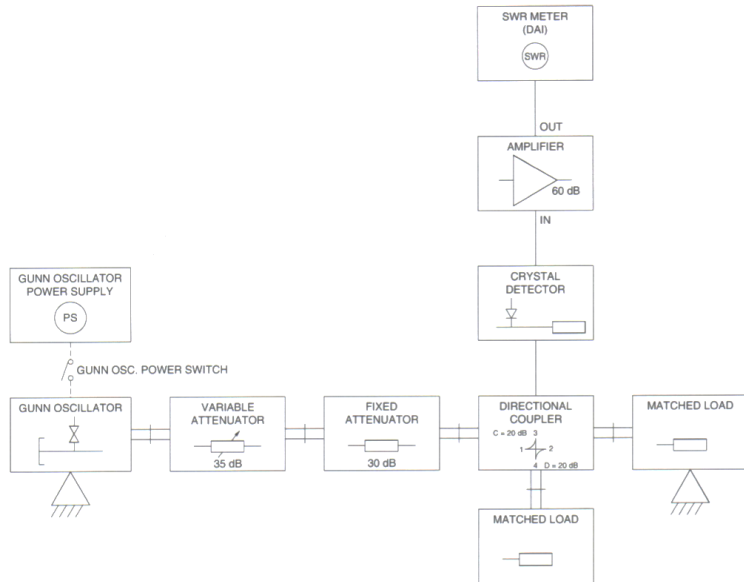 SWR METER
(DAI)
SWR
OUT
AMPLIFIER
60 dB
IN
CRYSTAL
DETECTOR
GUNN OSCILLATOR
POWER SUPPLY
PS
GUNN OSC. POWER SWITCH
GUNN OSCILLATOR
VARIABLE
ATTENUATOR
35 dB
FIXED
ATTENUATOR
30 dB
DIRECTIONAL
COUPLER
C = 20 dB 3
1 2
4 D = 20 dB
MATCHED LOAD
MATCHED LOAD